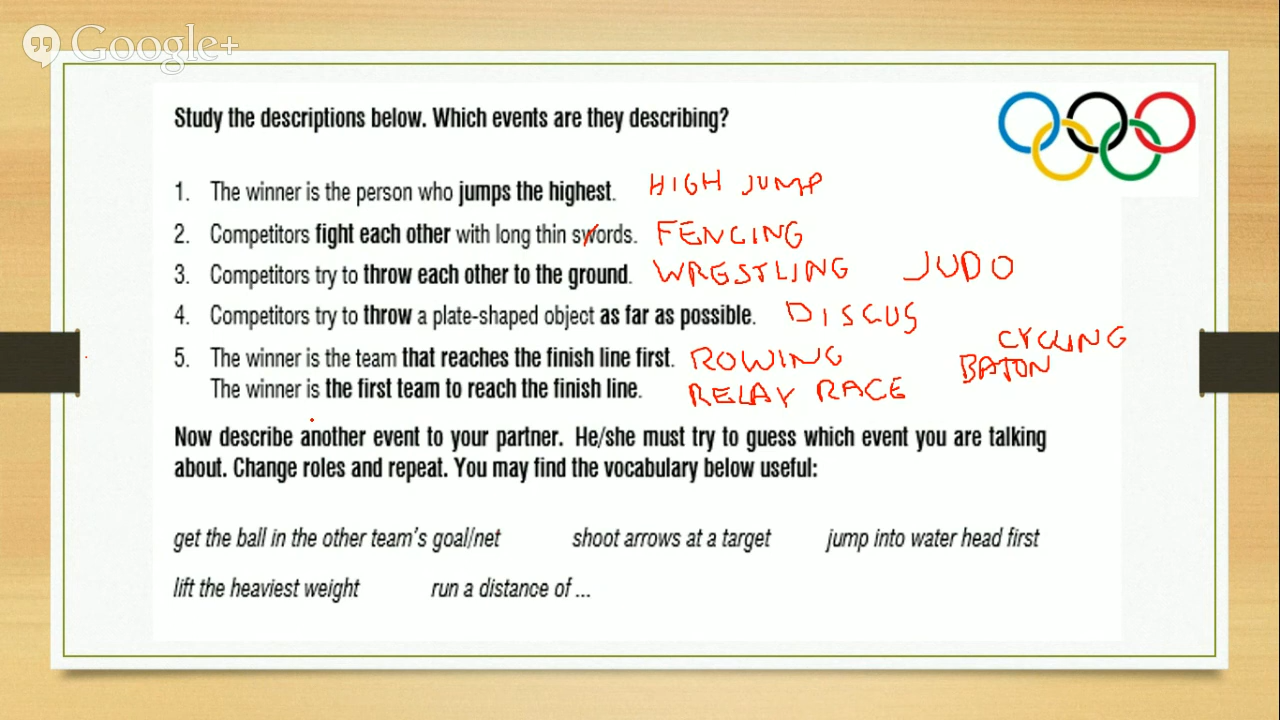 Google+
Study the descriptions below. Which events are they describing?
1. The winner is the person who jumps the highest. HIGH JUMP
2. Competitors fight each other with long thin swords. FENCING
3. Competitors try to throw each other to the ground. WRESTLING JUDO
4. Competitors try to throw a plate-shaped object as far as possible. DISCUS
CYCLING
5. The winner is the team that reaches the finish line first. ROWING BATON
The winner is the first team to reach the finish line. RELAY RACE
Now describe another event to your partner. He/she must try to guess which event you are talking
about. Change roles and repeat. You may find the vocabulary below useful:
get the ball in the other team's goal/net shoot arrows at a target jump into water head first
lift the heaviest weight run a distance of ...